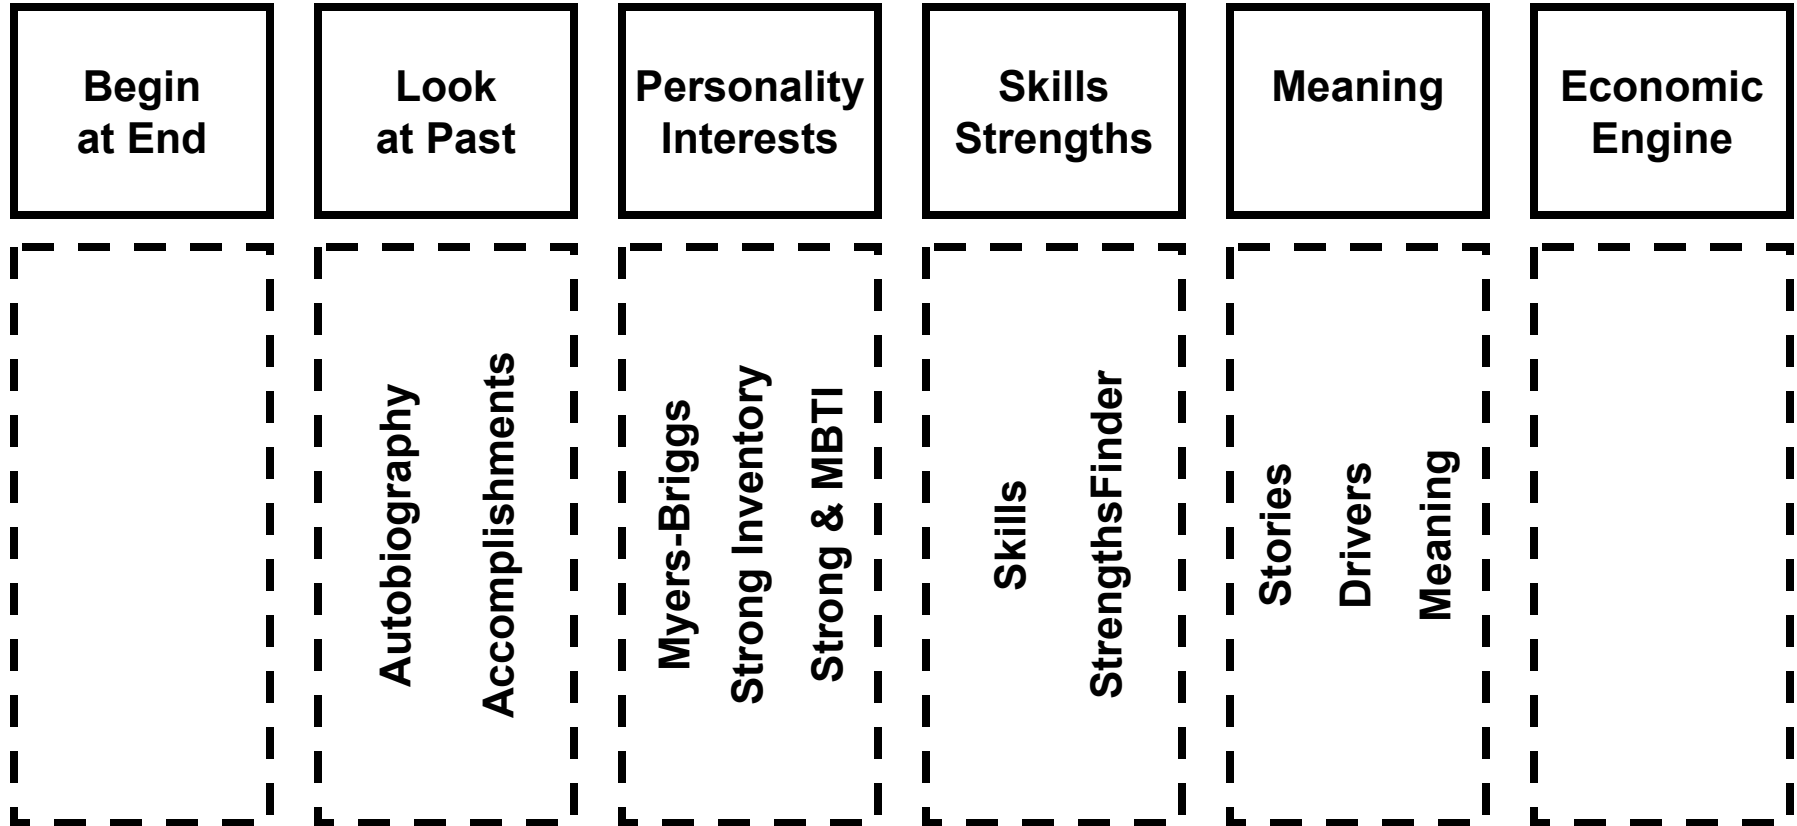 Begin
at End
Look
at Past
Personality
Interests
Skills
Strengths
Meaning
Economic
Engine
Autobiography
Accomplishments
Myers-Briggs
Strong Inventory
Strong & MBTI
Skills
StrengthsFinder
Stories
Drivers
Meaning